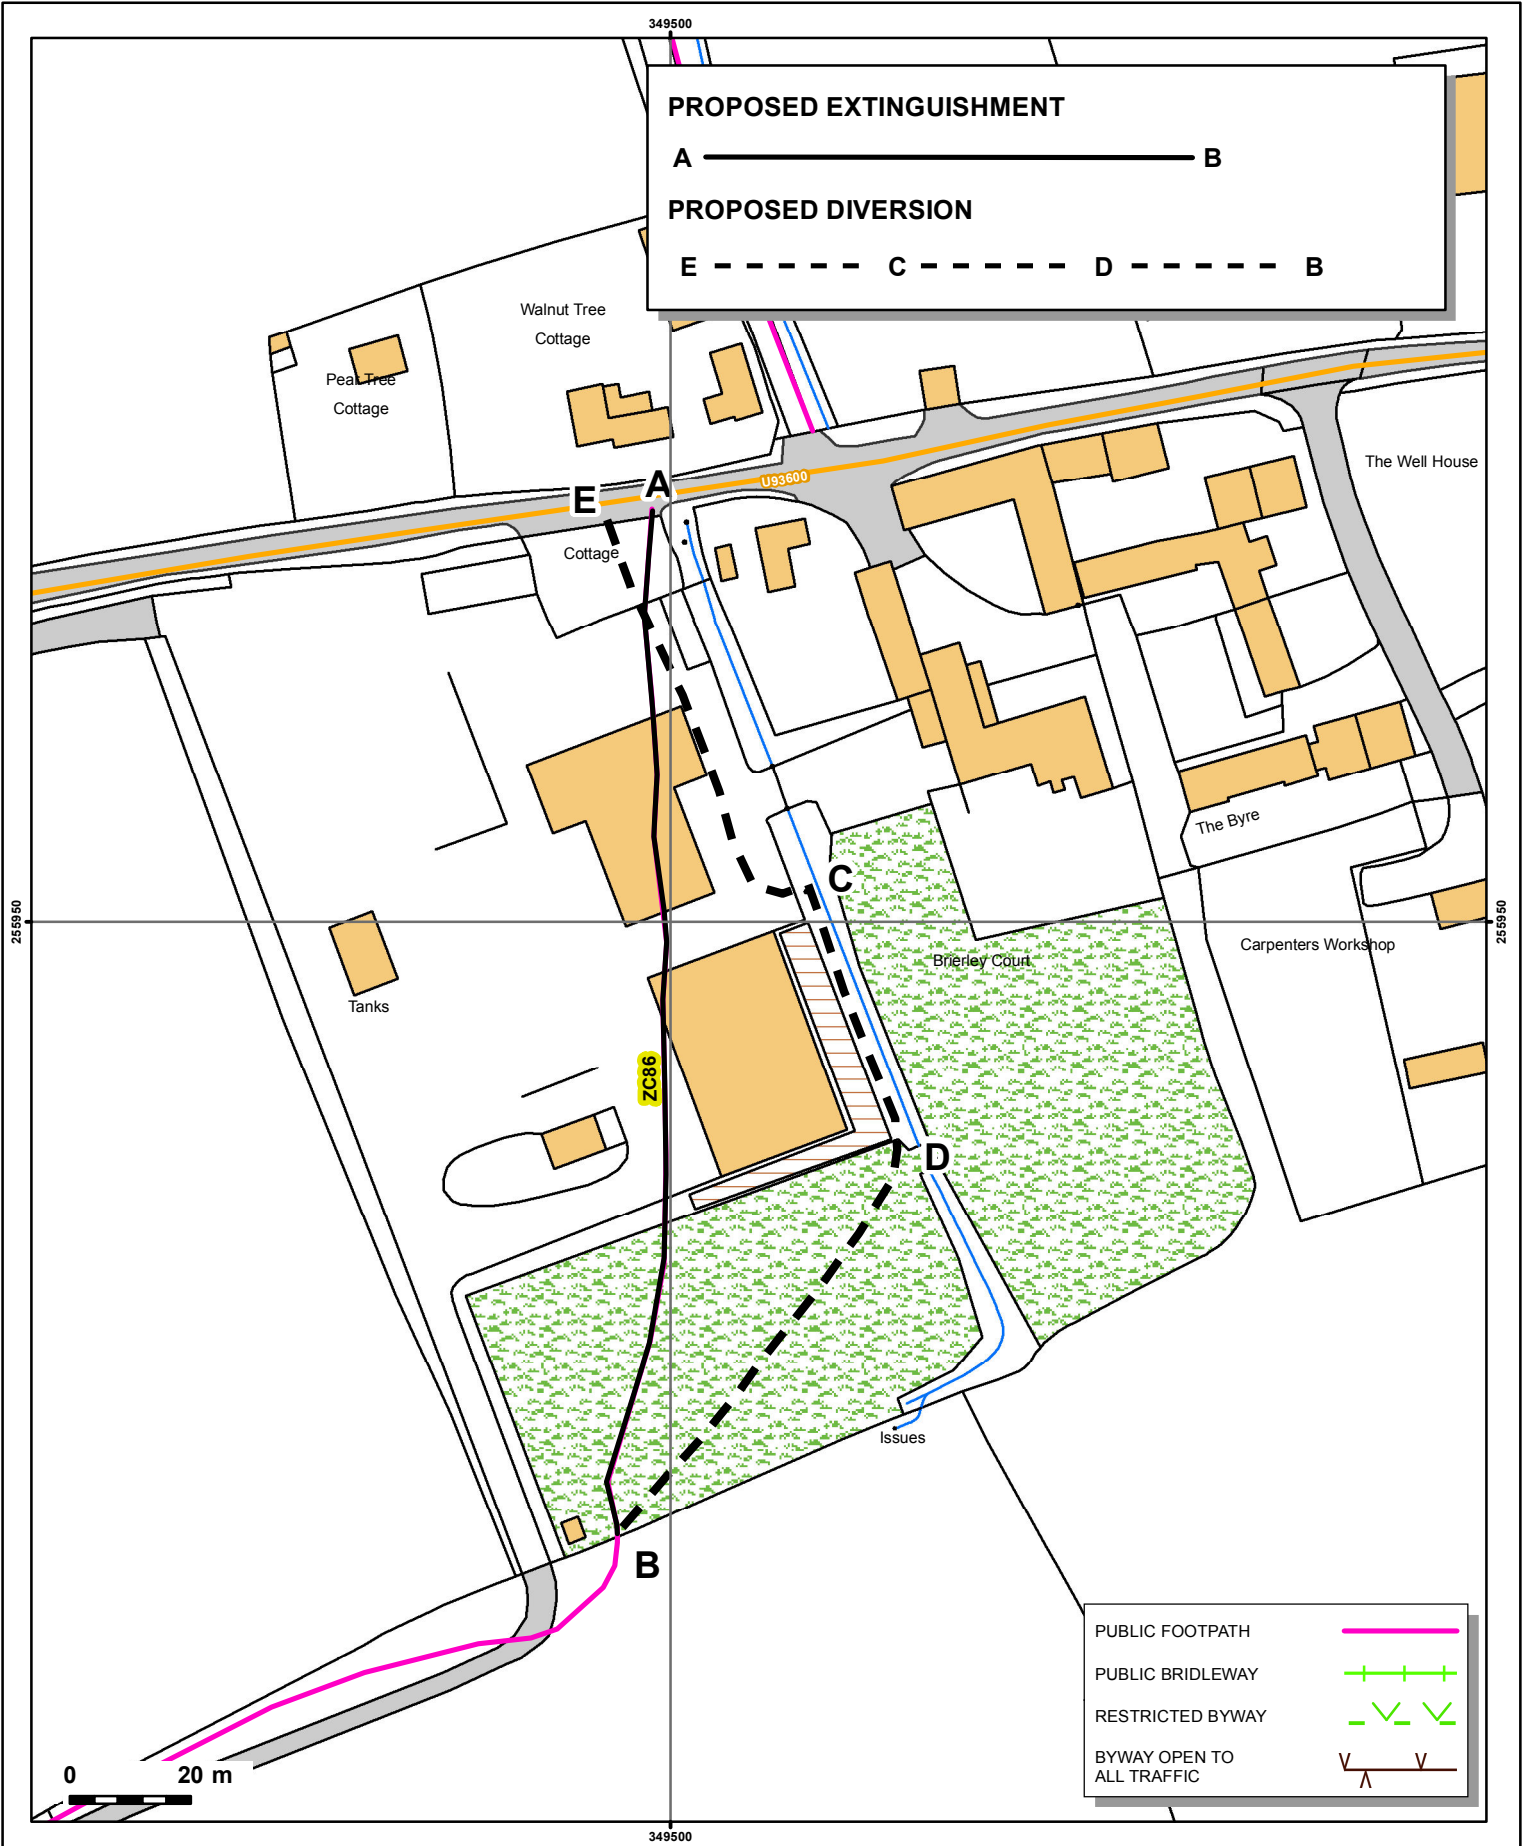 349500
PROPOSED EXTINGUISHMENT
A B
PROPOSED DIVERSION
E C D B
Walnut Tree
Cottage
Pear Tree
Cottage
The Well House
U93600
A
E
Cottage
The Byre
C
255950
255950
Carpenters Workshop
Brierley Court
Tanks
ZC86
D
Issues
B
PUBLIC FOOTPATH
PUBLIC BRIDLEWAY
RESTRICTED BYWAY
BYWAY OPEN TO
ALL TRAFFIC
0 20 m
349500